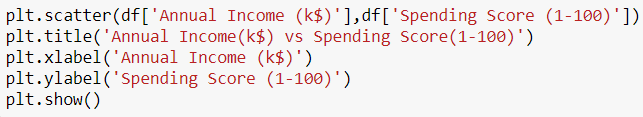 plt.scatter(df['Annual Income (k$)'],df['Spending Score (1-100)'])
plt.title('Annual Income(k$) vs Spending Score(1-100)')
plt.xlabel('Annual Income (k$)')
plt.ylabel('Spending Score (1-100)')
plt.show()